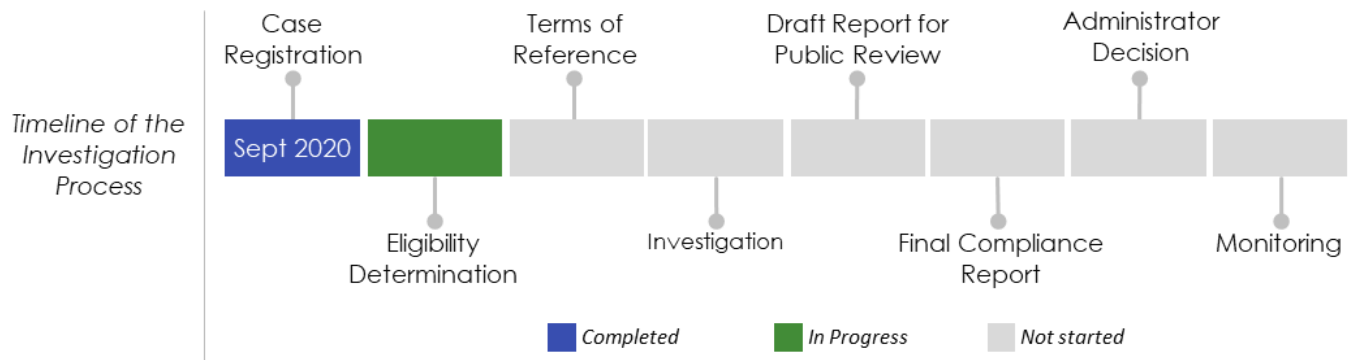 Timeline of the
Investigation
Process
Case
Registration
Terms of
Reference
Draft Report for
Public Review
Administrator
Decision
Sept 2020
Eligibility
Determination
Investigation
Final Compliance
Report
Monitoring
Completed
In Progress
Not started